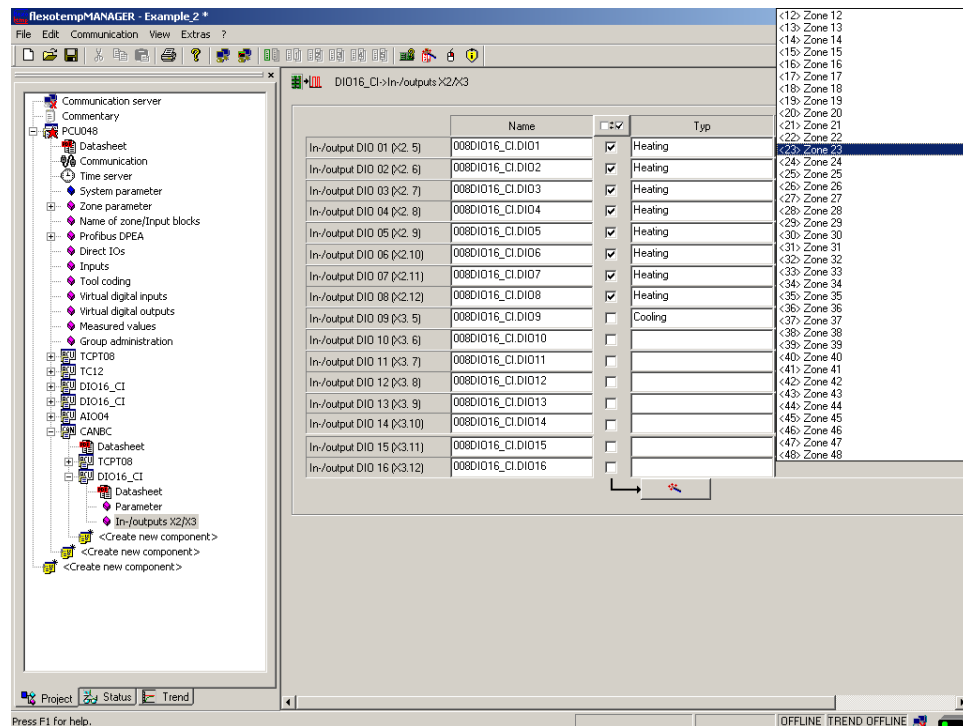 flexotempMANAGER - Example_2 *
File Edit Communication View Extras ?
DIO16_CI->In-/outputs X2/X3
Communication server
Commentary
PCU048
Datasheet
Communication
Time server
System parameter
Zone parameter
Name of zone/Input blocks
Profibus DPEA
Direct IOs
Inputs
Tool coding
Virtual digital inputs
Virtual digital outputs
Measured values
Group administration
TCPT08
TC12
DIO16_CI
DIO16_CI
AIO04
CANBC
Datasheet
TCPT08
DIO16_CI
Datasheet
Parameter
In-/outputs X2/X3
<Create new component>
<Create new component>
<Create new component>
Project Status Trend
Name Typ
In-/output DIO 01 (X2. 5) 008DIO16_CI.DIO1 Heating
In-/output DIO 02 (X2. 6) 008DIO16_CI.DIO2 Heating
In-/output DIO 03 (X2. 7) 008DIO16_CI.DIO3 Heating
In-/output DIO 04 (X2. 8) 008DIO16_CI.DIO4 Heating
In-/output DIO 05 (X2. 9) 008DIO16_CI.DIO5 Heating
In-/output DIO 06 (X2.10) 008DIO16_CI.DIO6 Heating
In-/output DIO 07 (X2.11) 008DIO16_CI.DIO7 Heating
In-/output DIO 08 (X2.12) 008DIO16_CI.DIO8 Heating
In-/output DIO 09 (X3. 5) 008DIO16_CI.DIO9 Cooling
In-/output DIO 10 (X3. 6) 008DIO16_CI.DIO10
In-/output DIO 11 (X3. 7) 008DIO16_CI.DIO11
In-/output DIO 12 (X3. 8) 008DIO16_CI.DIO12
In-/output DIO 13 (X3. 9) 008DIO16_CI.DIO13
In-/output DIO 14 (X3.10) 008DIO16_CI.DIO14
In-/output DIO 15 (X3.11) 008DIO16_CI.DIO15
In-/output DIO 16 (X3.12) 008DIO16_CI.DIO16
<12> Zone 12
<13> Zone 13
<14> Zone 14
<15> Zone 15
<16> Zone 16
<17> Zone 17
<18> Zone 18
<19> Zone 19
<20> Zone 20
<21> Zone 21
<22> Zone 22
<23> Zone 23
<24> Zone 24
<25> Zone 25
<26> Zone 26
<27> Zone 27
<28> Zone 28
<29> Zone 29
<30> Zone 30
<31> Zone 31
<32> Zone 32
<33> Zone 33
<34> Zone 34
<35> Zone 35
<36> Zone 36
<37> Zone 37
<38> Zone 38
<39> Zone 39
<40> Zone 40
<41> Zone 41
<42> Zone 42
<43> Zone 43
<44> Zone 44
<45> Zone 45
<46> Zone 46
<47> Zone 47
<48> Zone 48
Press F1 for help.
OFFLINE TREND OFFLINE